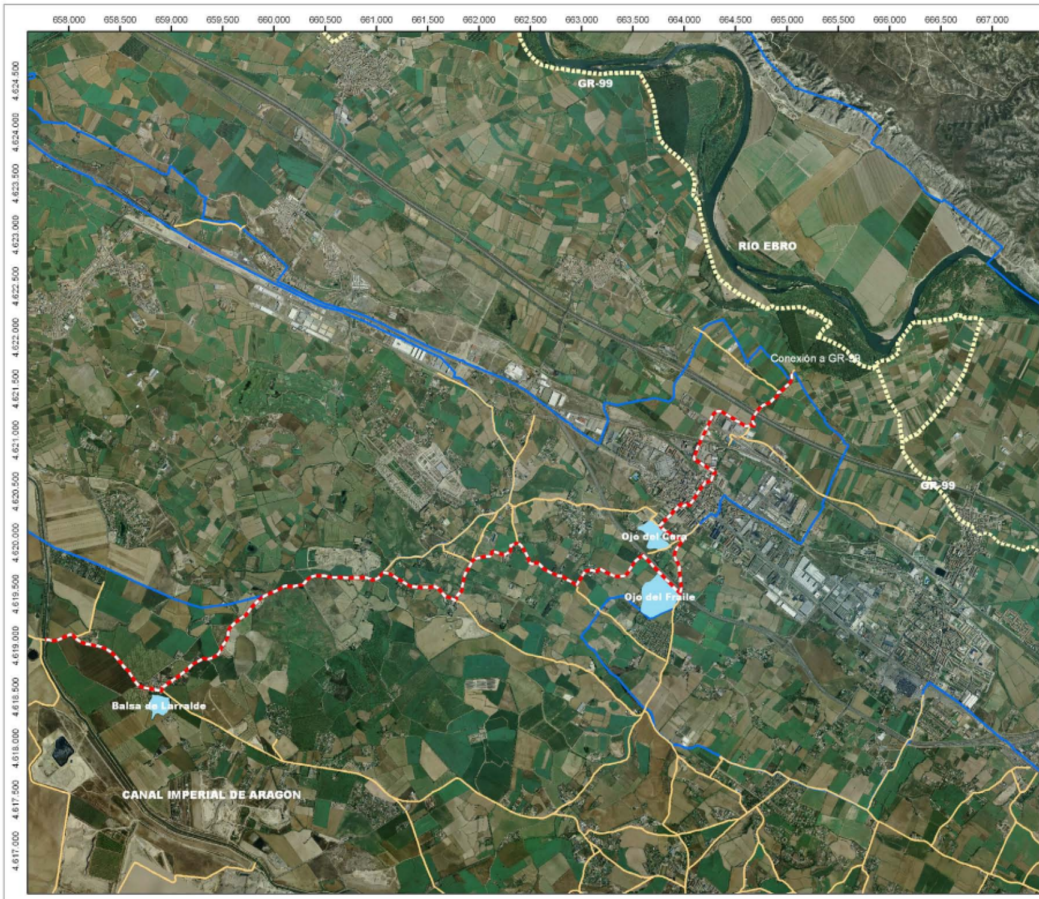 658.000 658.500 659.000 659.500 660.000 660.500 661.000 661.500 662.000 662.500 663.000 663.500 664.000 664.500 665.000 665.500 666.000 666.500 667.000
4.624.500
4.624.000
4.623.500
4.623.000
4.622.500
4.622.000
4.621.500
4.621.000
4.620.500
4.620.000
4.619.500
4.619.000
4.618.500
4.618.000
4.617.500
4.617.000
GR-99
RIO EBRO
Conexión a GR-99
GR-99
Ojo del Cura
Ojo del Fraile
Balsa de Larralde
CANAL IMPERIAL DE ARAGON